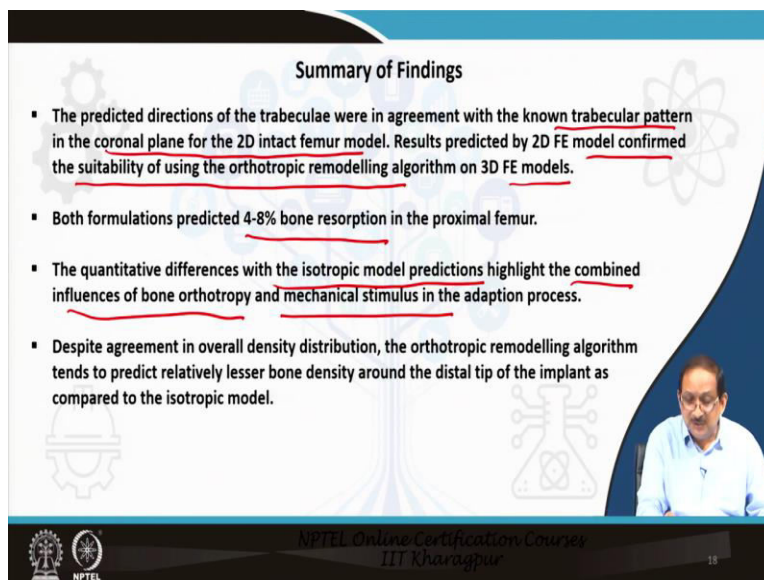 Summary of Findings
▪ The predicted directions of the trabeculae were in agreement with the known trabecular pattern
in the coronal plane for the 2D intact femur model. Results predicted by 2D FE model confirmed
the suitability of using the orthotropic remodelling algorithm on 3D FE models.
▪ Both formulations predicted 4-8% bone resorption in the proximal femur.
▪ The quantitative differences with the isotropic model predictions highlight the combined
influences of bone orthotropy and mechanical stimulus in the adaption process.
▪ Despite agreement in overall density distribution, the orthotropic remodelling algorithm
tends to predict relatively lesser bone density around the distal tip of the implant as
compared to the isotropic model.
NPTEL Online Certification Courses
IIT Kharagpur
NPTEL
18